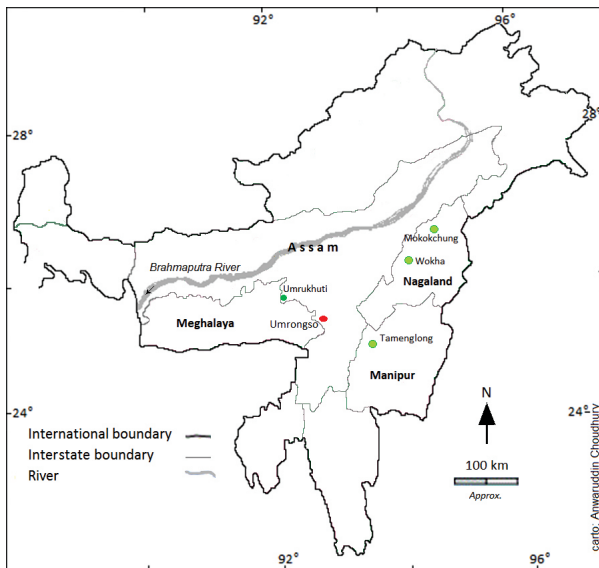 92°
96°
28°
28°
Mokokchung
Assam
Wokha
Brahmaputra River
Nagaland
Umrukhuti
Meghalaya
Umrongso
Tamenglong
Manipur
N
24°
24°
International boundary
Interstate boundary
River
100 km
Approx.
carto: Anwaruddin Choudhury
92°
96°